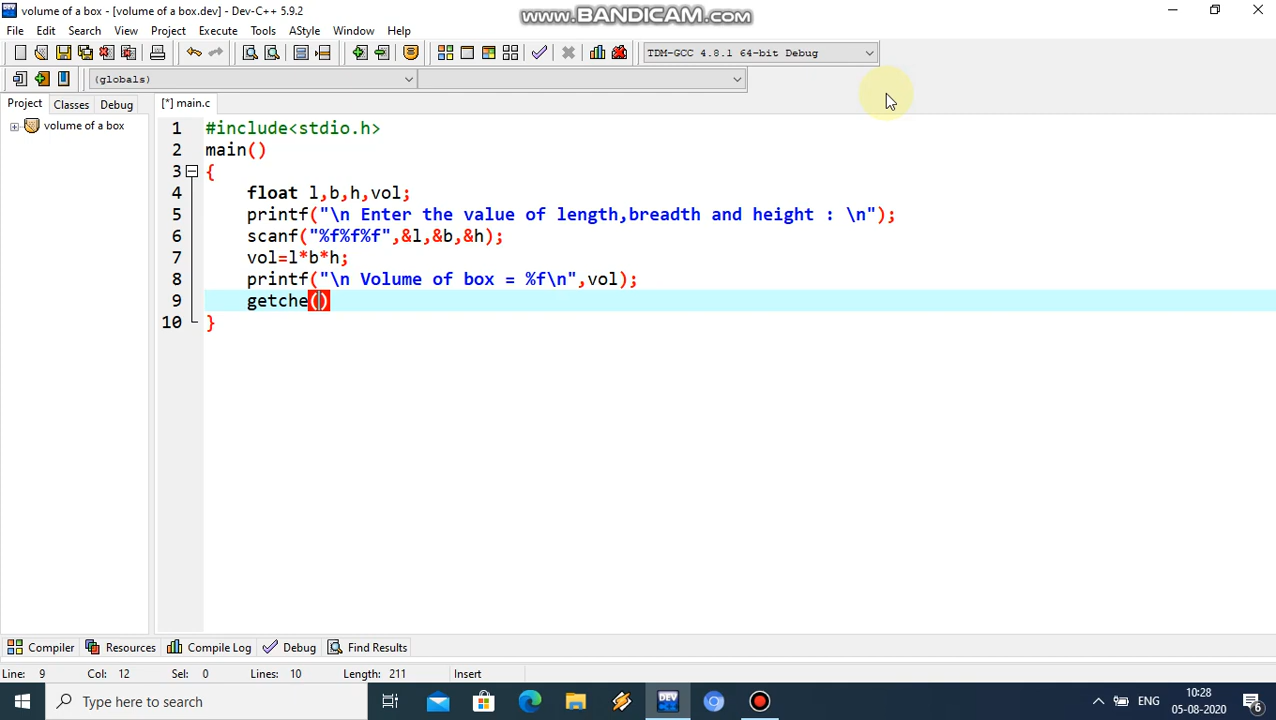 volume of a box - [volume of a box.dev] - Dev-C++ 5.9.2
www.BANDICAM.com
File Edit Search View Project Execute Tools AStyle Window Help
TDM-GCC 4.8.1 64-bit Debug
(globals)
Project Classes Debug [*] main.c
volume of a box
1 #include<stdio.h>
2 main()
3 {
4 float l,b,h,vol;
5 printf("\n Enter the value of length,breadth and height : \n");
6 scanf("%f%f%f",&l,&b,&h);
7 vol=l*b*h;
8 printf("\n Volume of box = %f\n",vol);
9 getche()
10 }
Compiler Resources Compile Log Debug Find Results
Line: 9 Col: 12 Sel: 0 Lines: 10 Length: 211 Insert
Type here to search
DEV
ENG
10:28
05-08-2020
6